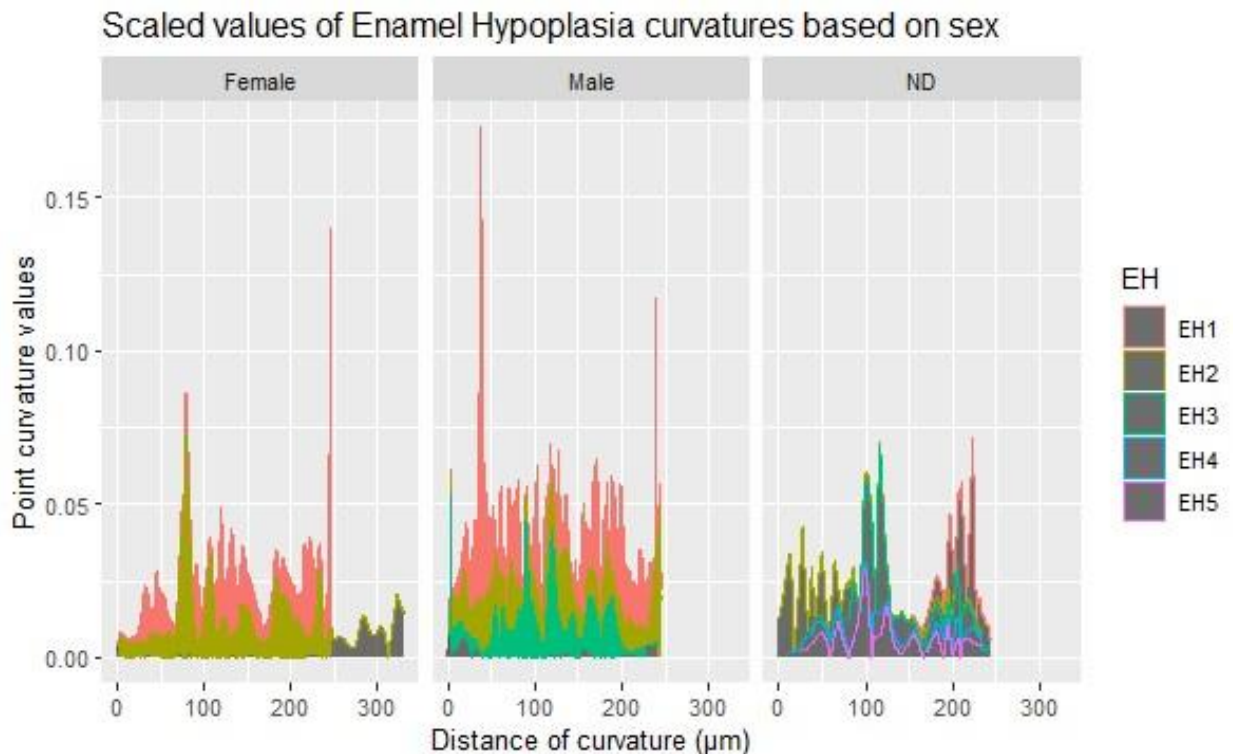 Scaled values of Enamel Hypoplasia curvatures based on sex
Female
Male
ND
Point curvature values
0.15
0.10
0.05
0.00
0 100 200 300
0 100 200 300
0 100 200 300
Distance of curvature (µm)
EH
EH1
EH2
EH3
EH4
EH5